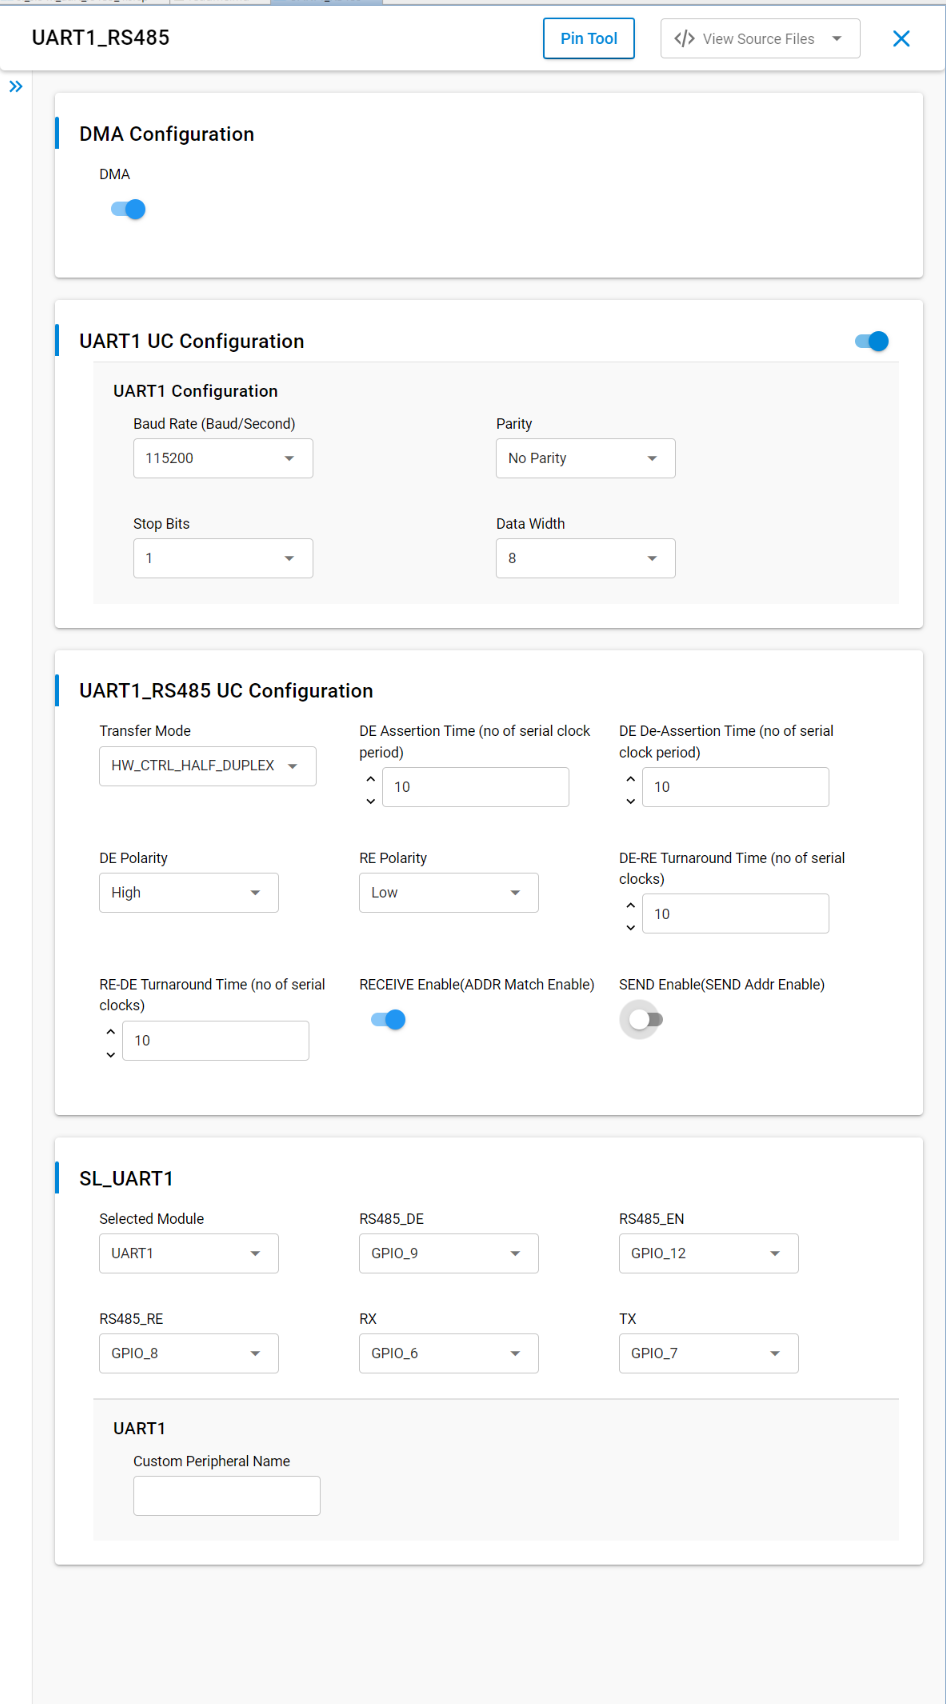 UART1_RS485
Pin Tool
</> View Source Files
DMA Configuration
DMA
UART1 UC Configuration
UART1 Configuration
Baud Rate (Baud/Second)
Parity
115200
No Parity
Stop Bits
Data Width
1
8
UART1_RS485 UC Configuration
Transfer Mode
DE Assertion Time (no of serial clock
period)
DE De-Assertion Time (no of serial
clock period)
HW_CTRL_HALF_DUPLEX
10
10
DE Polarity
RE Polarity
DE-RE Turnaround Time (no of serial
clocks)
High
Low
10
RE-DE Turnaround Time (no of serial
clocks)
RECEIVE Enable(ADDR Match Enable)
SEND Enable(SEND Addr Enable)
10
SL_UART1
Selected Module
RS485_DE
RS485_EN
UART1
GPIO_9
GPIO_12
RS485_RE
RX
TX
GPIO_8
GPIO_6
GPIO_7
UART1
Custom Peripheral Name